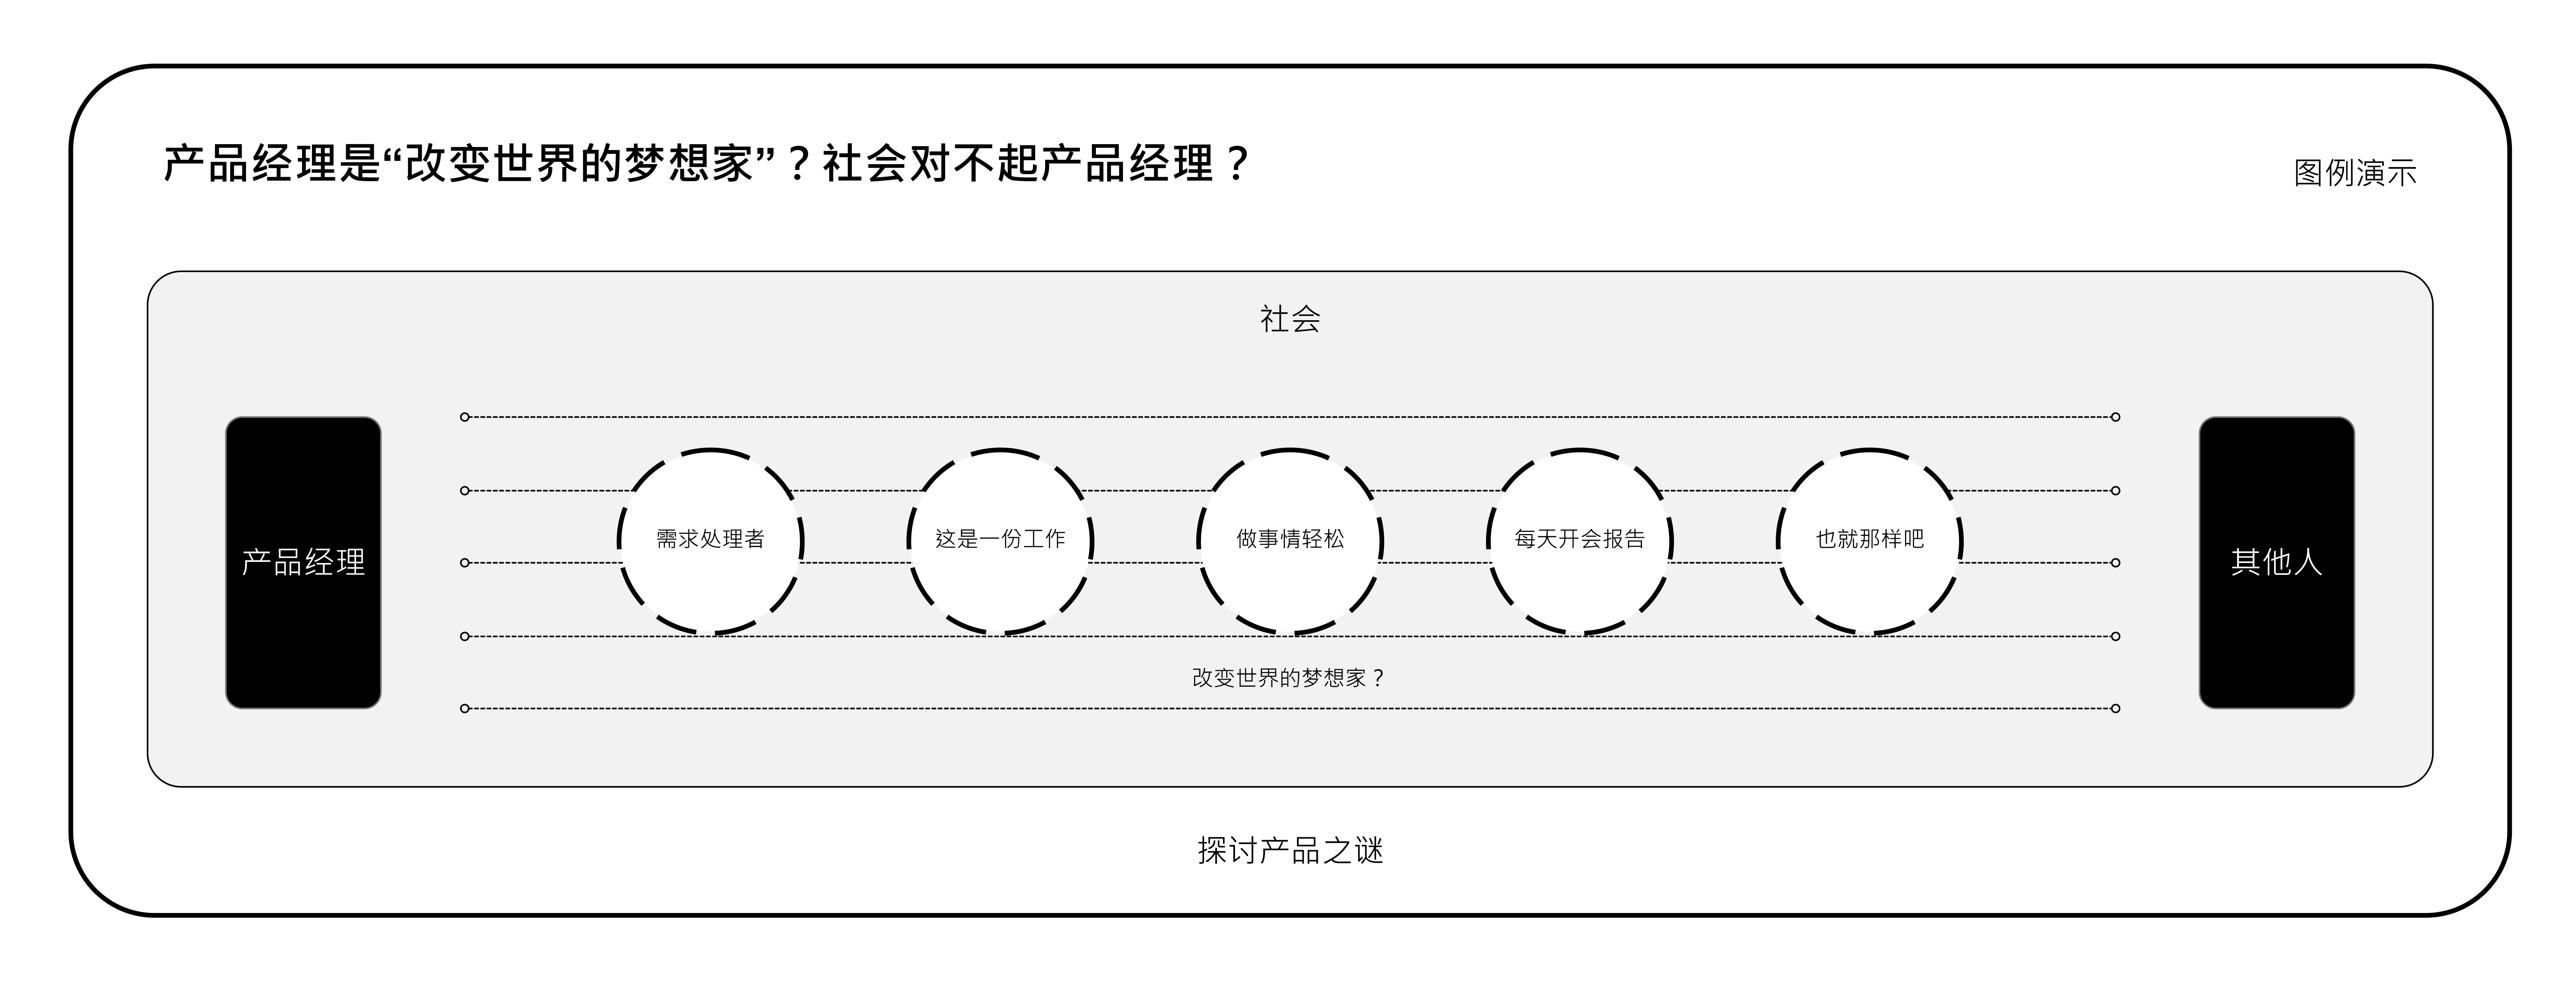 产品经理是“改变世界的梦想家”？社会对不起产品经理？
图例演示
社会
产品经理
需求处理者
这是一份工作
做事情轻松
每天开会报告
也就那样吧
其他人
改变世界的梦想家？
探讨产品之谜